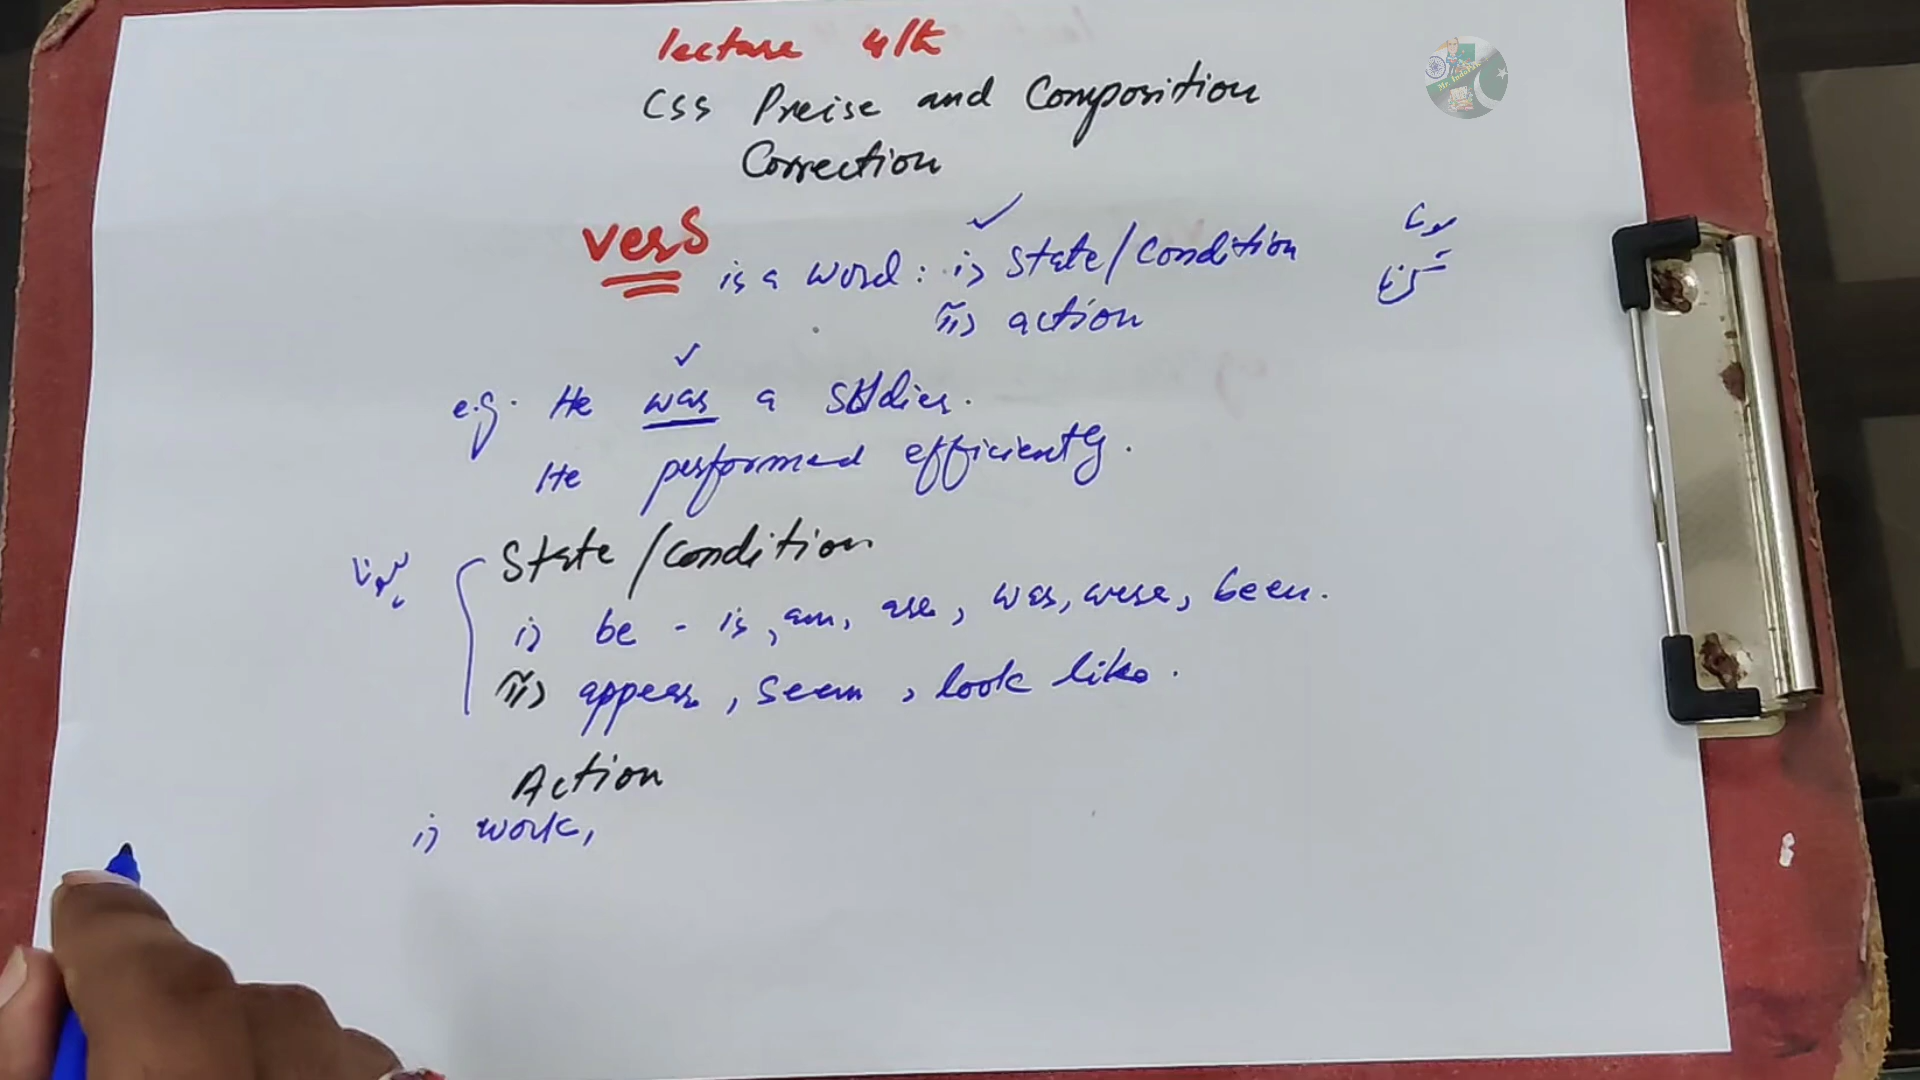 lecture 4th
CSS Precise and Composition
Correction
verb is a word: i) State/Condition
ii) action
e.g. He was a soldier.
He performed efficiently.
State/condition
i) be - is, am, are, was, were, been.
ii) appear, seem, look like.
Action
i) work,